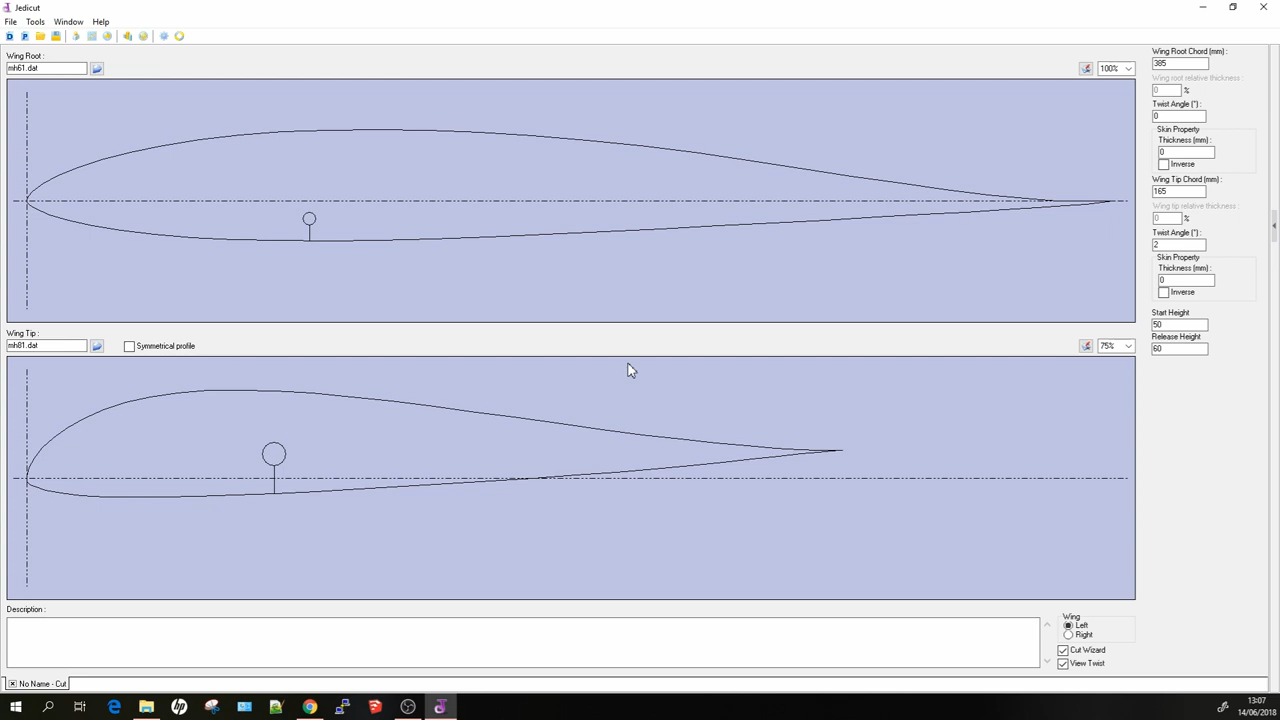 Jedicut
File Tools Window Help
Wing Root :
mh61.dat
100%
Wing Tip :
mh81.dat
Symmetrical profile
75%
Description :
Wing
Left
Right
Cut Wizard
View Twist
No Name - Cut
Wing Root Chord (mm) :
385
Wing root relative thickness :
0 %
Twist Angle (°) :
0
Skin Property
Thickness (mm) :
0
Inverse
Wing Tip Chord (mm) :
165
Wing tip relative thickness :
0 %
Twist Angle (°) :
2
Skin Property
Thickness (mm) :
0
Inverse
Start Height
50
Release Height
60
13:07
14/06/2018